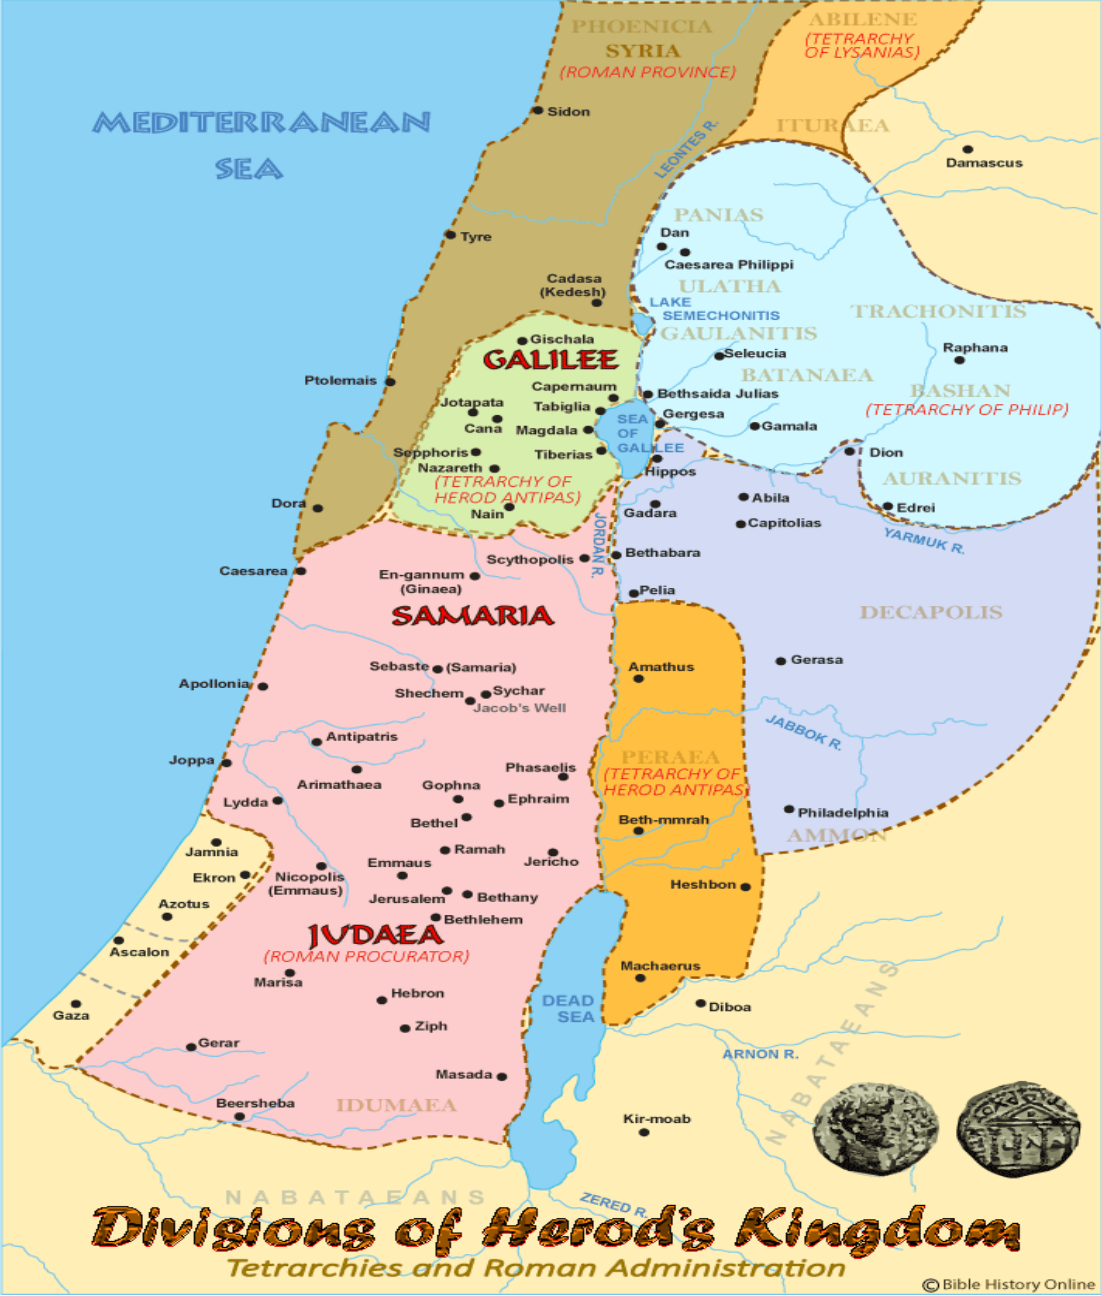 PHOENICIA
SYRIA
(ROMAN PROVINCE)
ABILENE
(TETRARCHY
OF LYSANIAS)
MEDITERRANEAN
SEA
Sidon
ITURAEA
LEONTES R.
Damascus
PANIAS
Dan
Tyre
Caesarea Philippi
Cadasa
(Kedesh)
ULATHA
LAKE
SEMECHONITIS
TRACHONITIS
GAULANITIS
Gischala
GALILEE
Seleucia
Raphana
Ptolemais
BATANAEA
Capernaum
Bethsaida Julias
BASHAN
(TETRARCHY OF PHILIP)
Jotapata
Tabiglia
Gergesa
Cana
Magdala
SEA
OF
GALILEE
Gamala
Sepphoris
Tiberias
Dion
Nazareth
Hippos
(TETRARCHY OF
HEROD ANTIPAS)
AURANITIS
Dora
Nain
Gadara
Abila
Edrei
Capitolias
JORDAN R.
YARMUK R.
Scythopolis
Bethabara
Caesarea
En-gannum
(Ginaea)
Pelia
SAMARIA
DECAPOLIS
Sebaste
(Samaria)
Amathus
Gerasa
Apollonia
Shechem
Sychar
Jacob's Well
JABBOK R.
Antipatris
PERAEA
(TETRARCHY OF
HEROD ANTIPAS)
Joppa
Phasaelis
Arimathaea
Gophna
Lydda
Ephraim
Philadelphia
Bethel
Beth-mmrah
AMMON
Jamnia
Ramah
Emmaus
Jericho
Ekron
Nicopolis
(Emmaus)
Heshbon
Azotus
Jerusalem
Bethany
Bethlehem
JUDAEA
(ROMAN PROCURATOR)
Ascalon
Marisa
Machaerus
Hebron
DEAD
SEA
Diboa
Gaza
Ziph
NABATAEANS
Gerar
ARNON R.
Masada
Beersheba
IDUMAEA
Kir-moab
NABATAEANS
ZERED R.
Divisions of Herod's Kingdom
Tetrarchies and Roman Administration
© Bible History Online